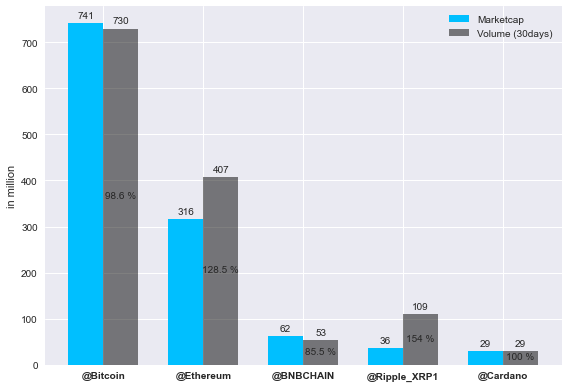 741
730
Marketcap
Volume (30days)
700
600
500
407
400
98.6 %
316
in million
300
128.5 %
200
109
100
62
53
36
154 %
29
29
85.5 %
100 %
0
@Bitcoin
@Ethereum
@BNBCHAIN
@Ripple_XRP1
@Cardano